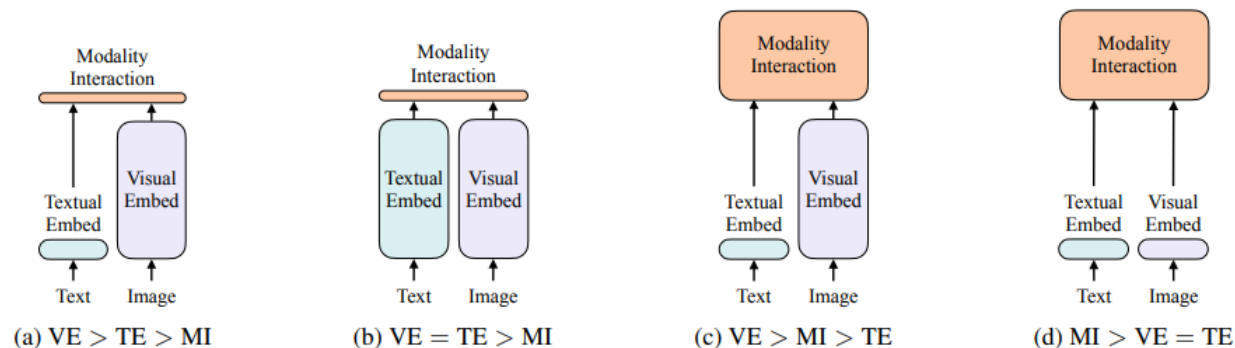 Modality
Interaction
Textual
Embed
Visual
Embed
Text
Image
(a) VE > TE > MI
Modality
Interaction
Textual
Embed
Visual
Embed
Text
Image
(b) VE = TE > MI
Modality
Interaction
Textual
Embed
Visual
Embed
Text
Image
(c) VE > MI > TE
Modality
Interaction
Textual
Embed
Visual
Embed
Text
Image
(d) MI > VE = TE